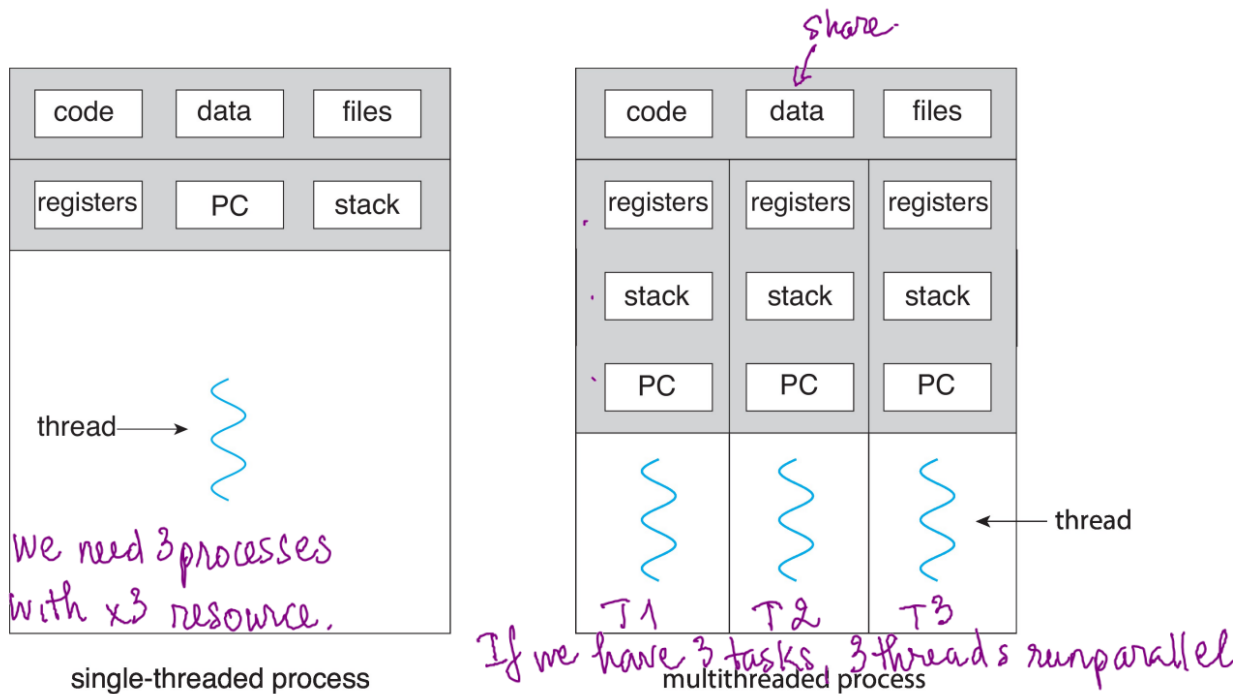 share.
code data files
registers PC stack
thread
we need 3 processes
with x3 resource.
single-threaded process
code data files
registers registers registers
stack stack stack
PC PC PC
thread
T1 T2 T3
If we have 3 tasks, 3 threads run parallel
multithreaded process